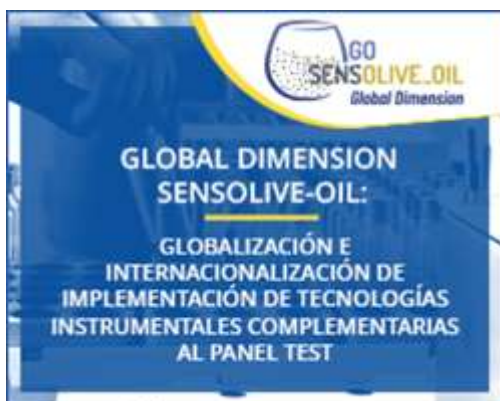 GO
SENSOLIVE_OIL
Global Dimension
GLOBAL DIMENSION
SENSOLIVE-OIL:
GLOBALIZACIÓN E
INTERNACIONALIZACIÓN DE
IMPLEMENTACIÓN DE TECNOLOGÍAS
INSTRUMENTALES COMPLEMENTARIAS
AL PANEL TEST